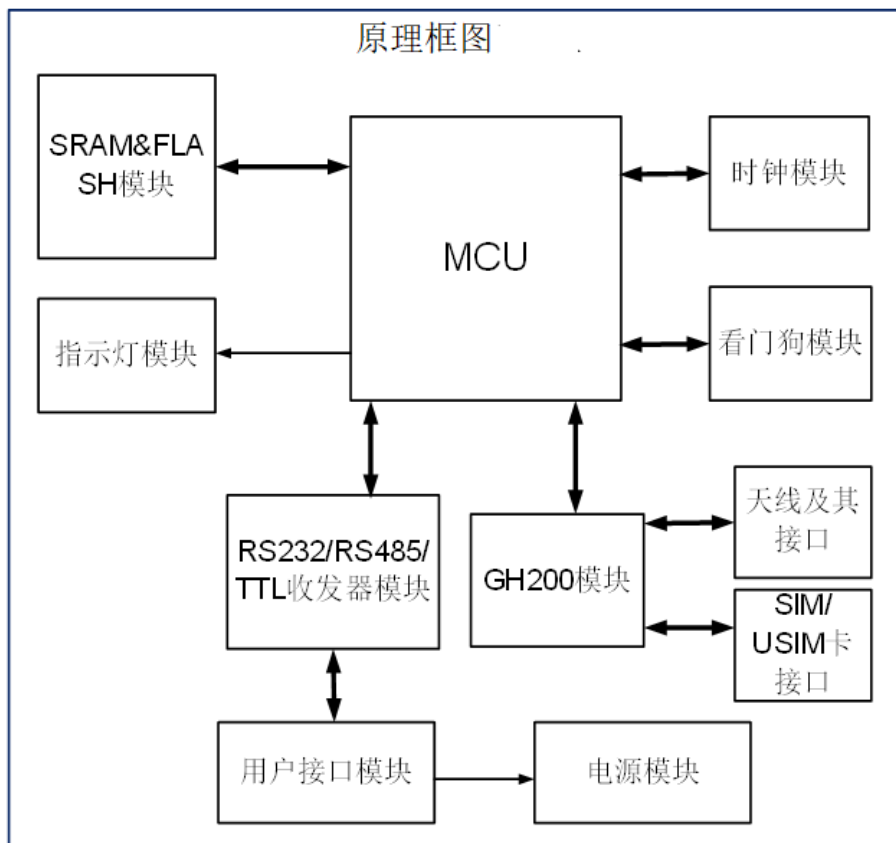 原理框图
SRAM&FLA
SH模块
MCU
时钟模块
指示灯模块
看门狗模块
RS232/RS485/
TTL收发器模块
GH200模块
天线及其
接口
SIM/
USIM卡
接口
用户接口模块
电源模块